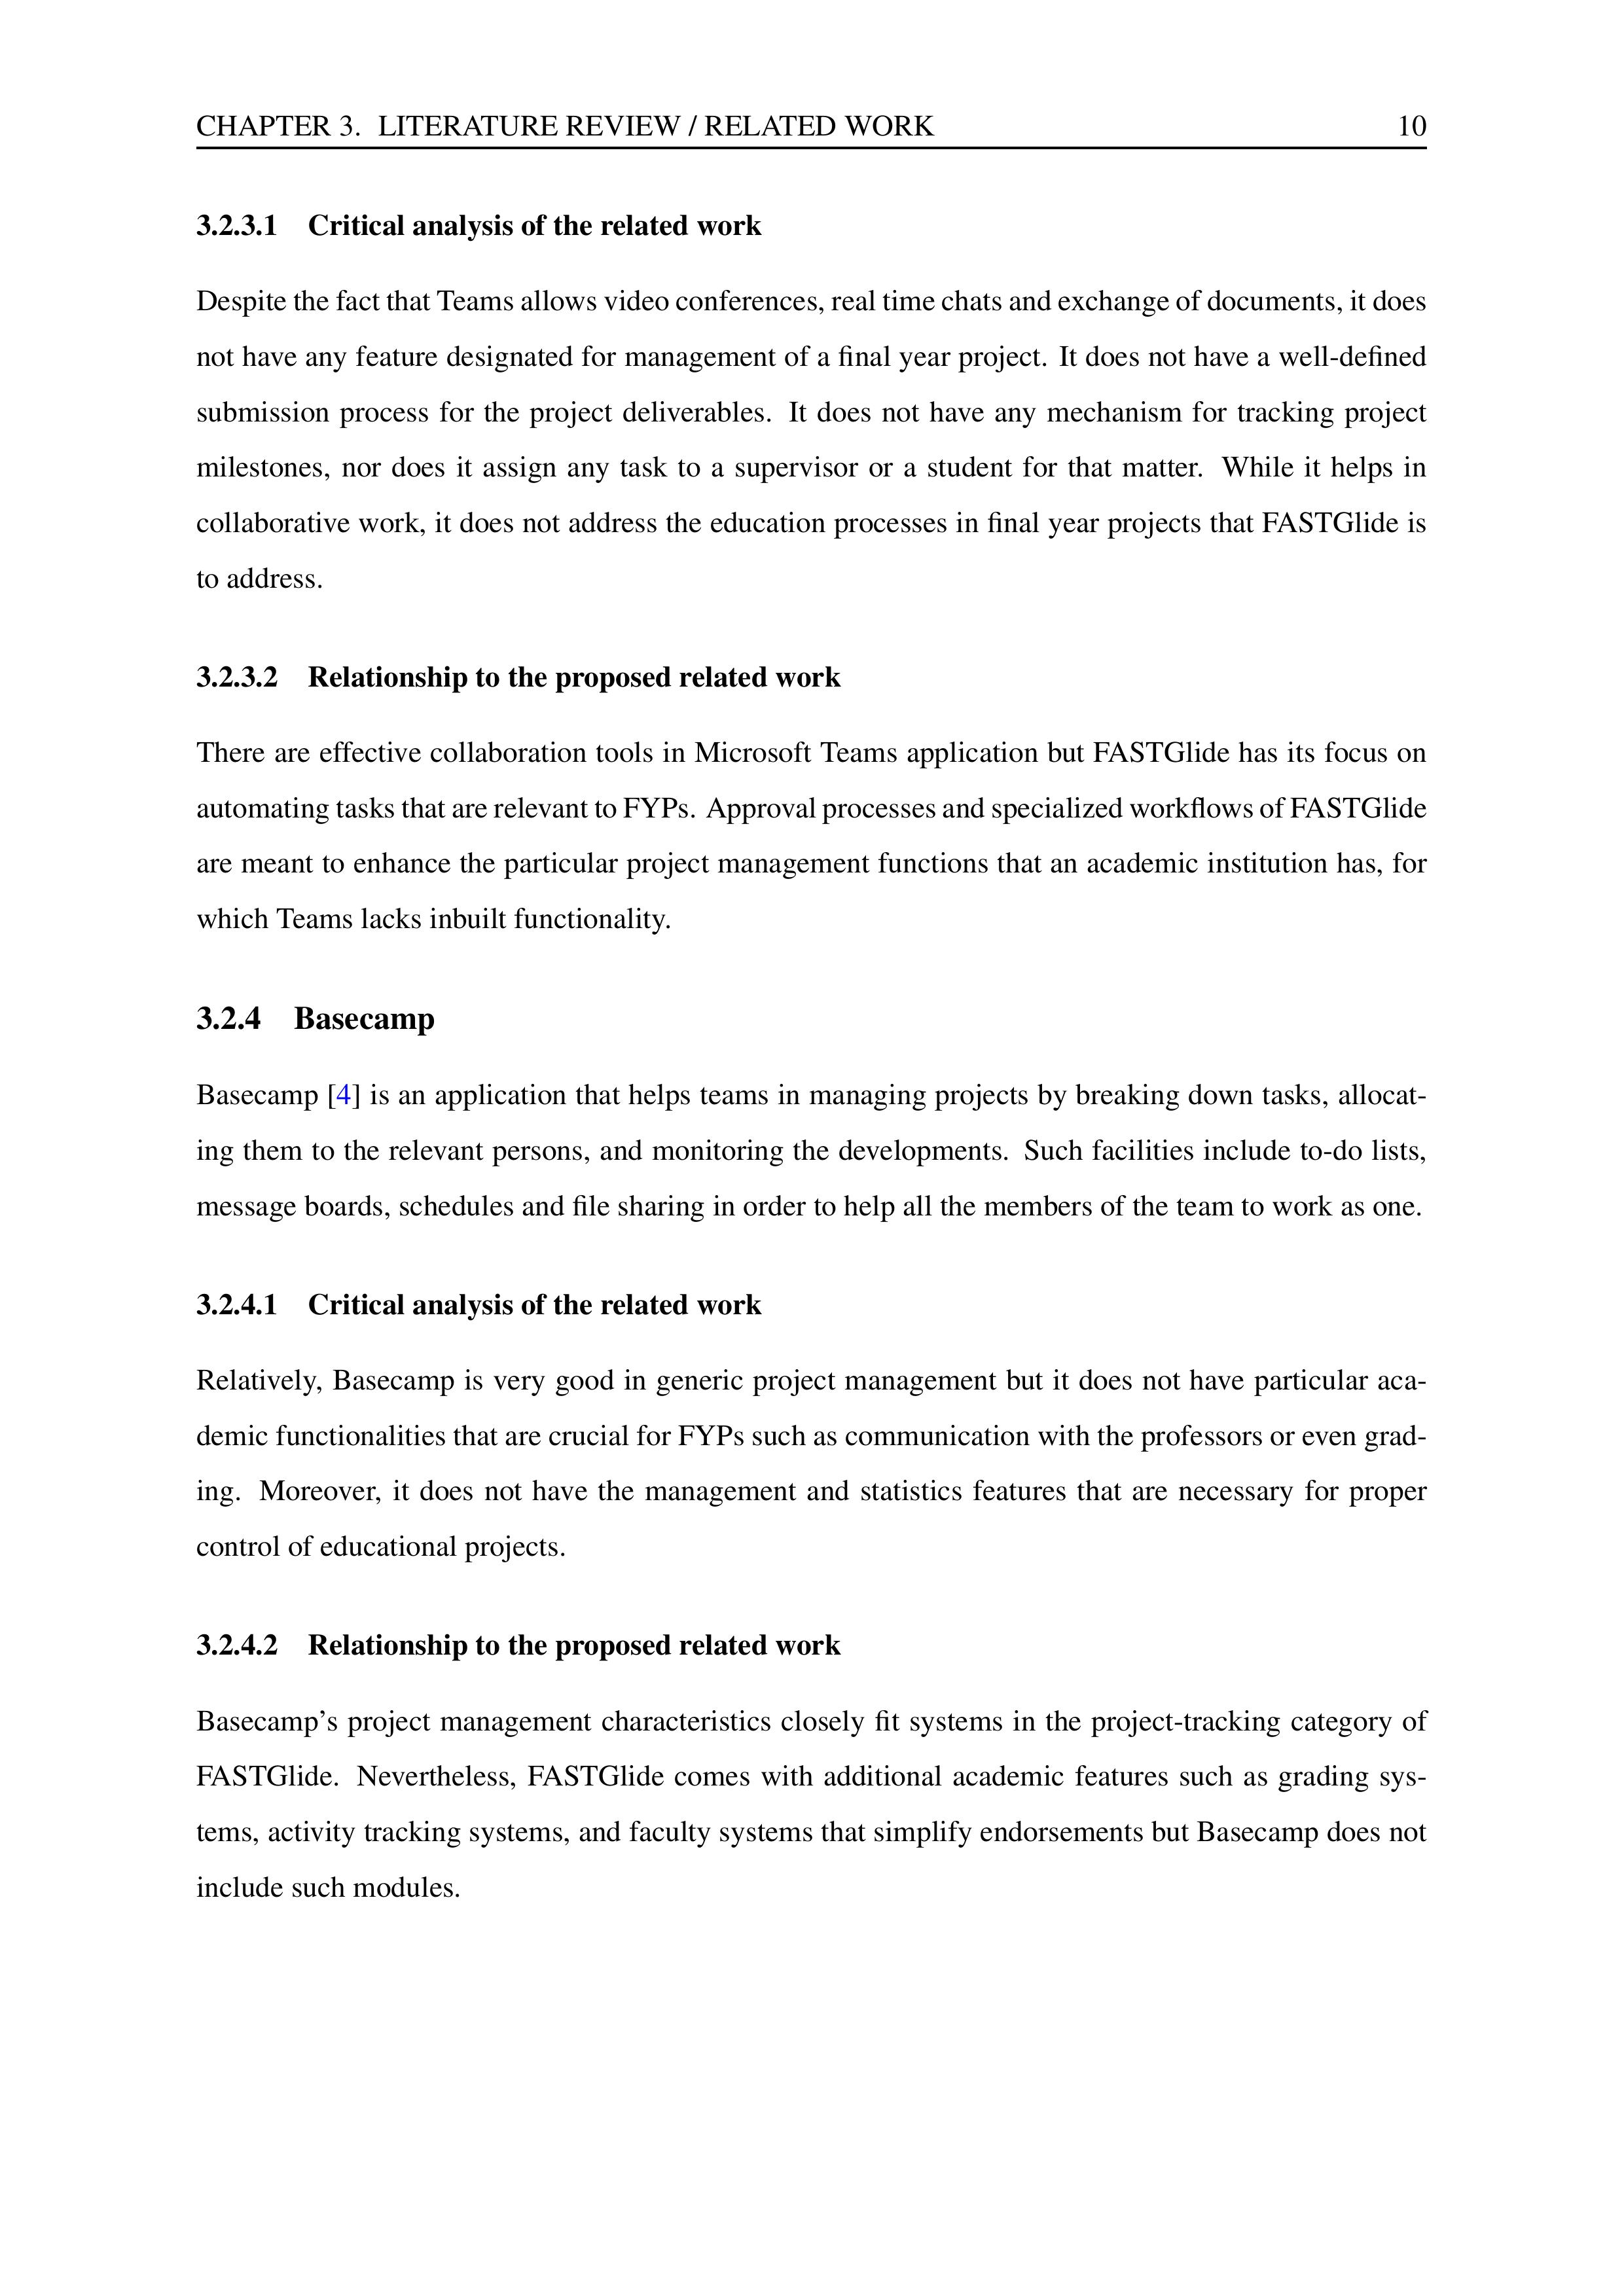 CHAPTER 3. LITERATURE REVIEW / RELATED WORK 10
3.2.3.1 Critical analysis of the related work
Despite the fact that Teams allows video conferences, real time chats and exchange of documents, it does
not have any feature designated for management of a final year project. It does not have a well-defined
submission process for the project deliverables. It does not have any mechanism for tracking project
milestones, nor does it assign any task to a supervisor or a student for that matter. While it helps in
collaborative work, it does not address the education processes in final year projects that FASTGlide is
to address.
3.2.3.2 Relationship to the proposed related work
There are effective collaboration tools in Microsoft Teams application but FASTGlide has its focus on
automating tasks that are relevant to FYPs. Approval processes and specialized workflows of FASTGlide
are meant to enhance the particular project management functions that an academic institution has, for
which Teams lacks inbuilt functionality.
3.2.4 Basecamp
Basecamp [4] is an application that helps teams in managing projects by breaking down tasks, allocat-
ing them to the relevant persons, and monitoring the developments. Such facilities include to-do lists,
message boards, schedules and file sharing in order to help all the members of the team to work as one.
3.2.4.1 Critical analysis of the related work
Relatively, Basecamp is very good in generic project management but it does not have particular aca-
demic functionalities that are crucial for FYPs such as communication with the professors or even grad-
ing. Moreover, it does not have the management and statistics features that are necessary for proper
control of educational projects.
3.2.4.2 Relationship to the proposed related work
Basecamp's project management characteristics closely fit systems in the project-tracking category of
FASTGlide. Nevertheless, FASTGlide comes with additional academic features such as grading sys-
tems, activity tracking systems, and faculty systems that simplify endorsements but Basecamp does not
include such modules.